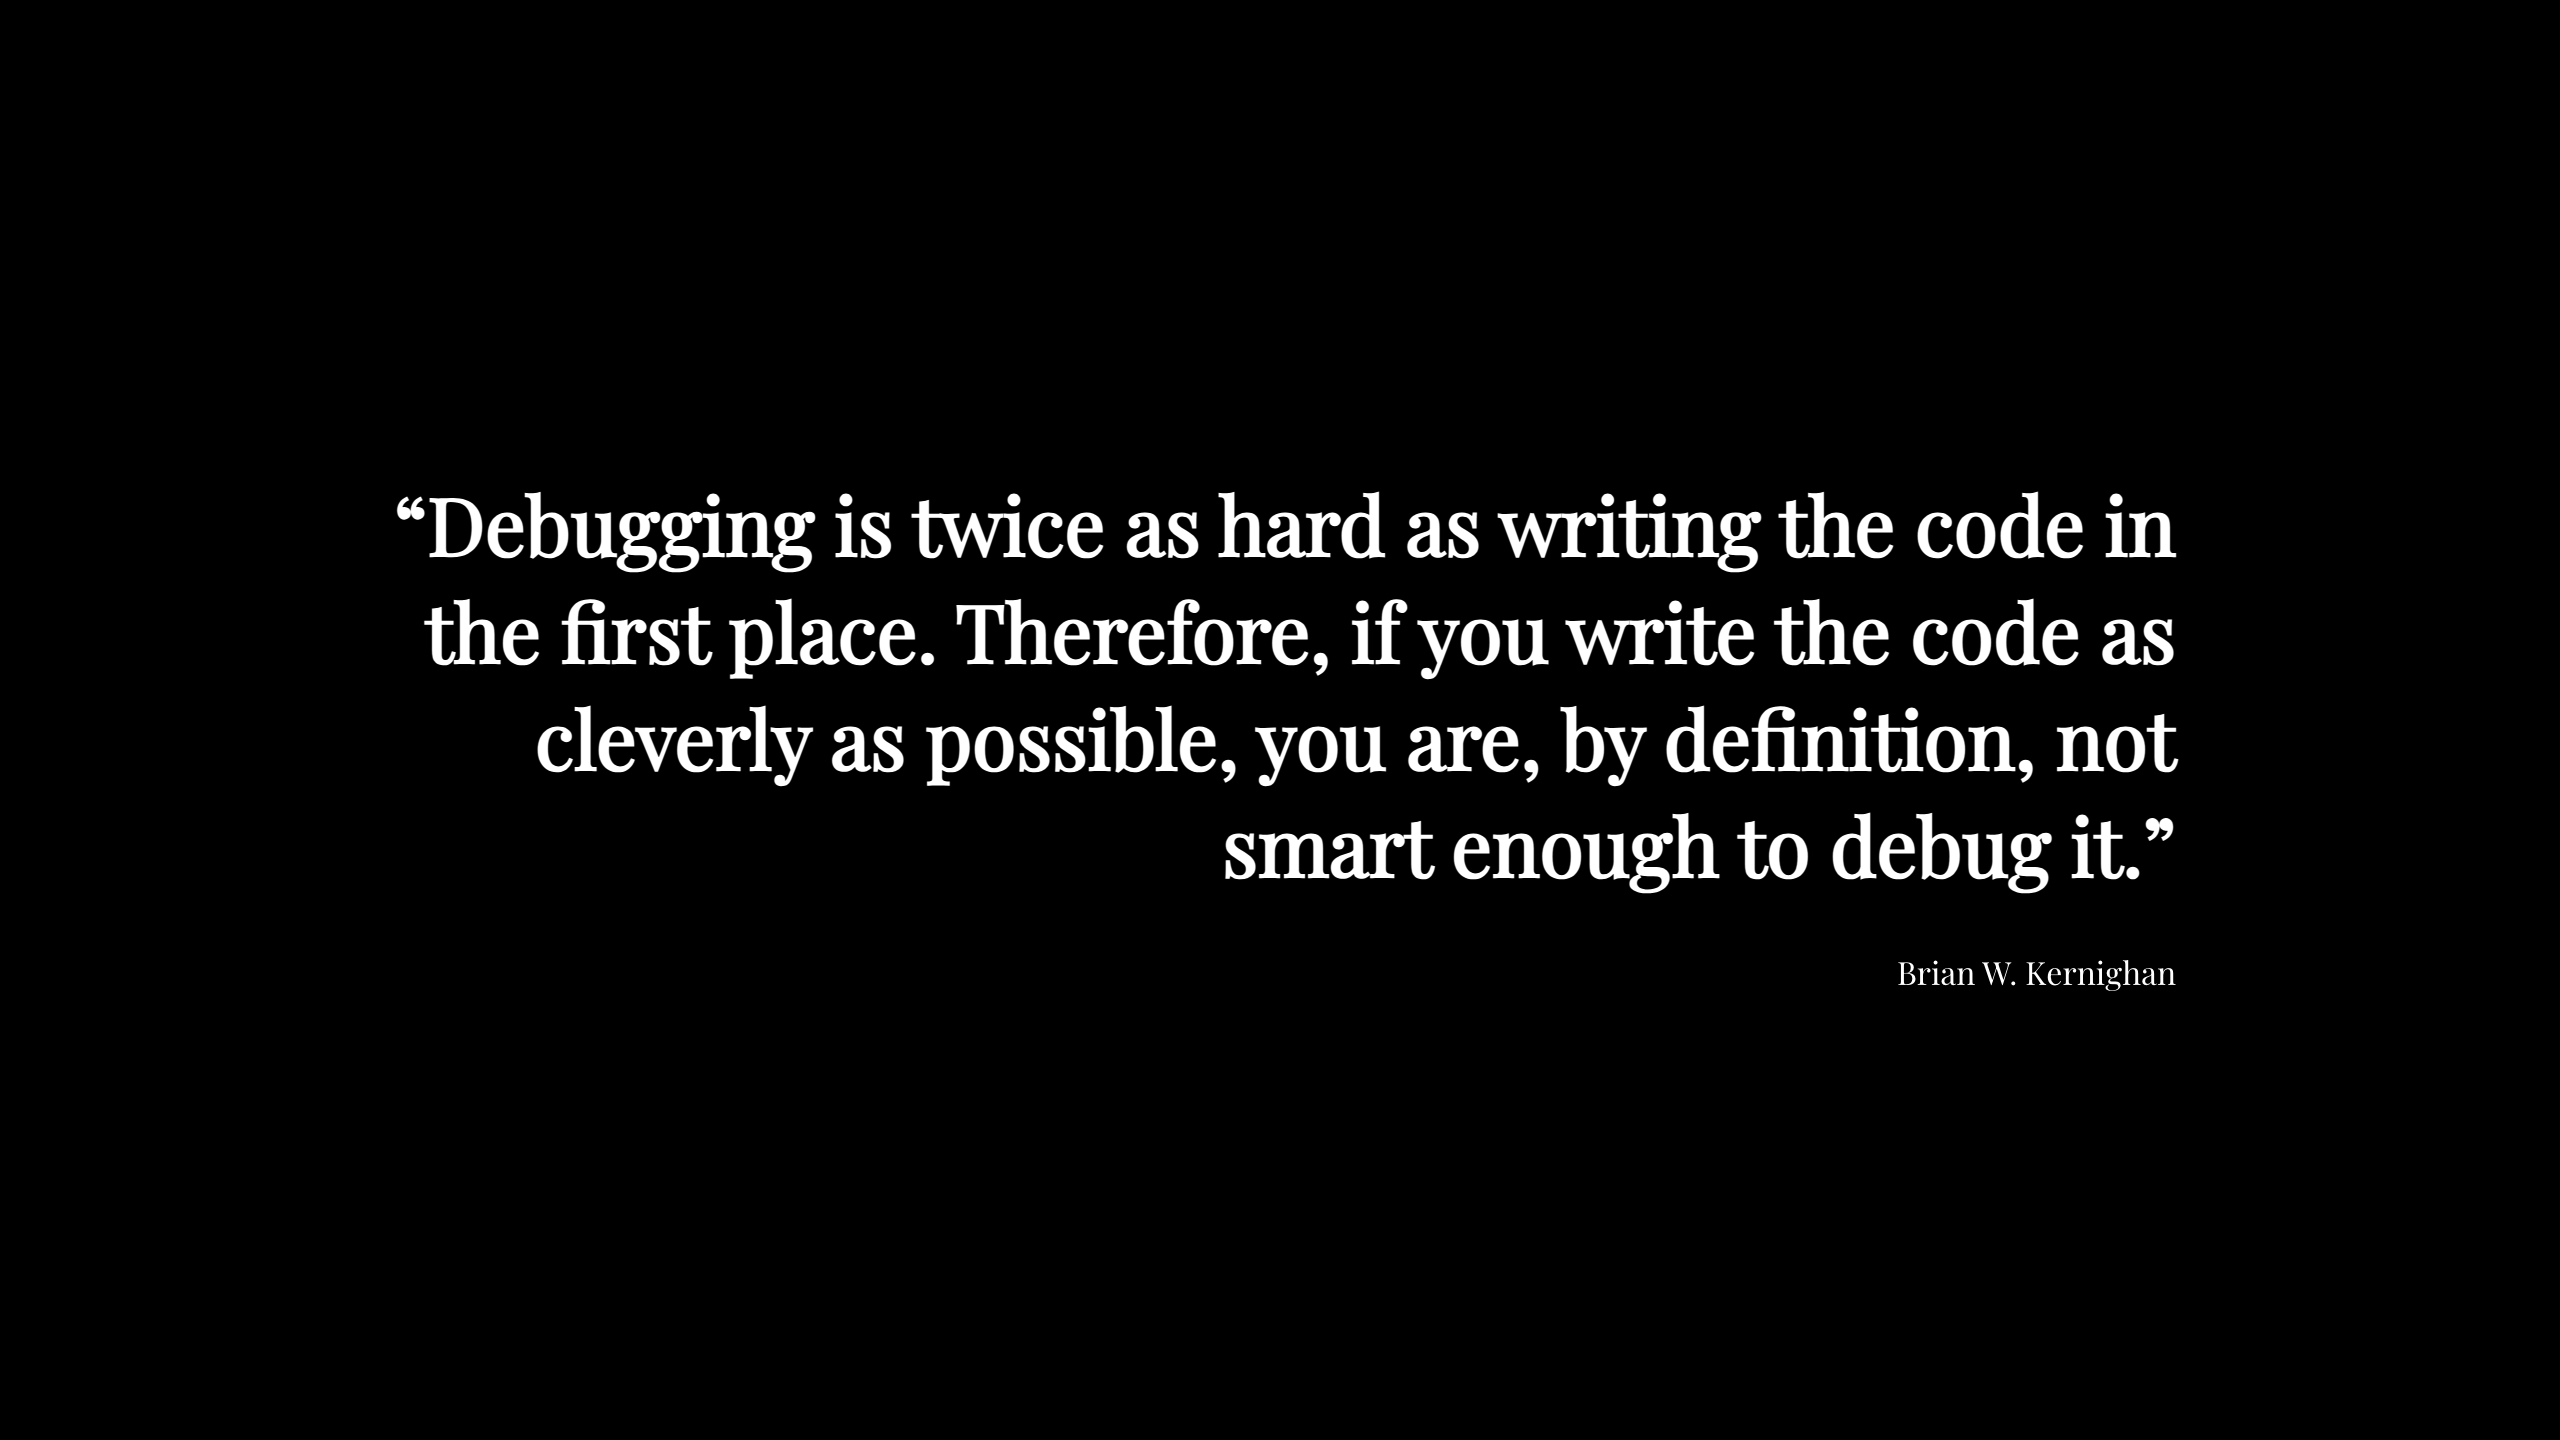 “Debugging is twice as hard as writing the code in
the first place. Therefore, if you write the code as
cleverly as possible, you are, by definition, not
smart enough to debug it.”
Brian W. Kernighan